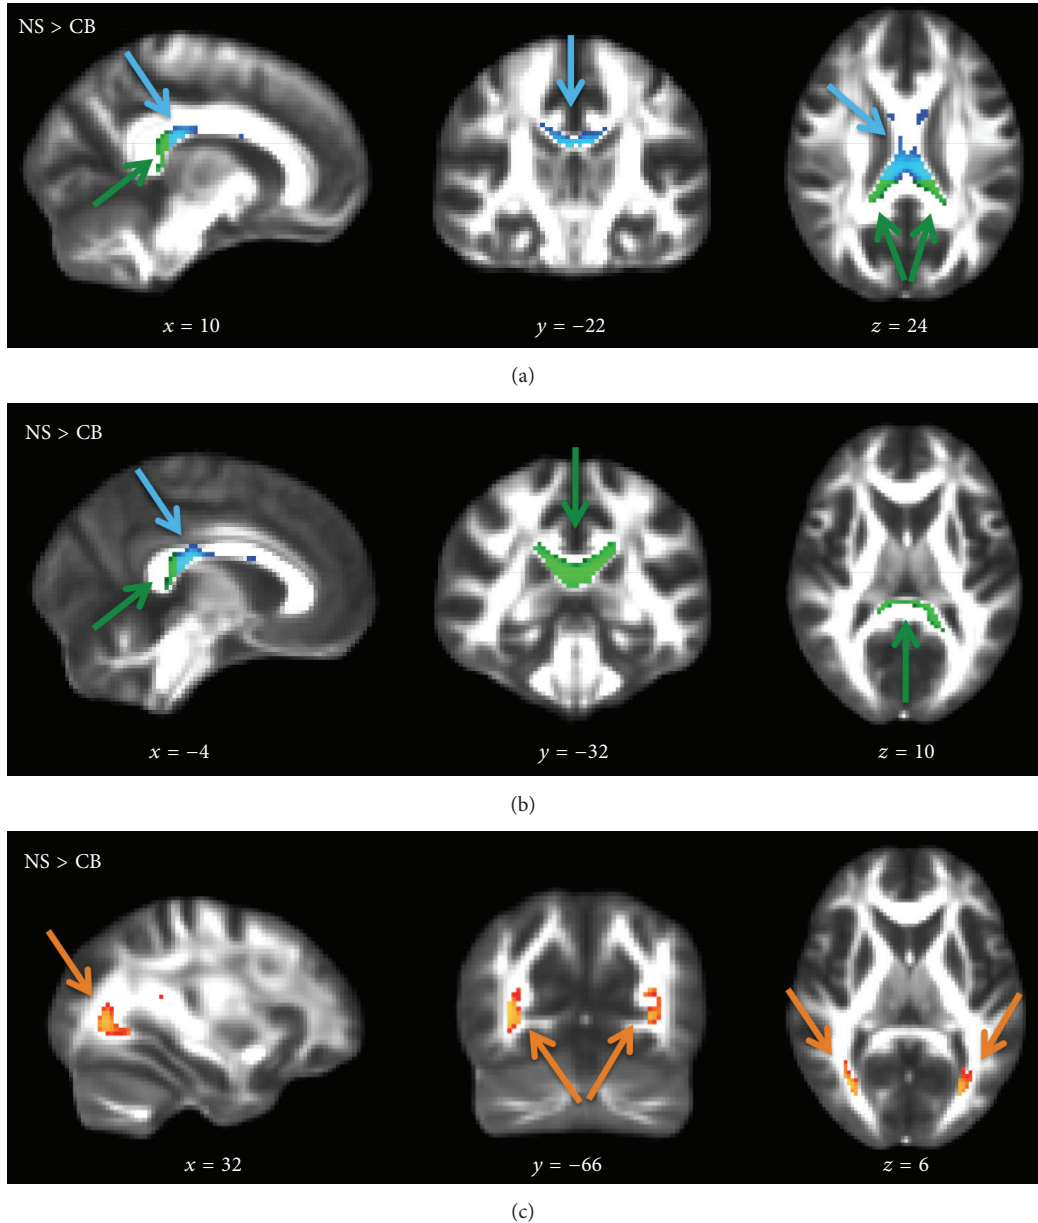 NS > CB
x = 10
y = −22
z = 24
(a)
NS > CB
x = −4
y = −32
z = 10
(b)
NS > CB
x = 32
y = −66
z = 6
(c)